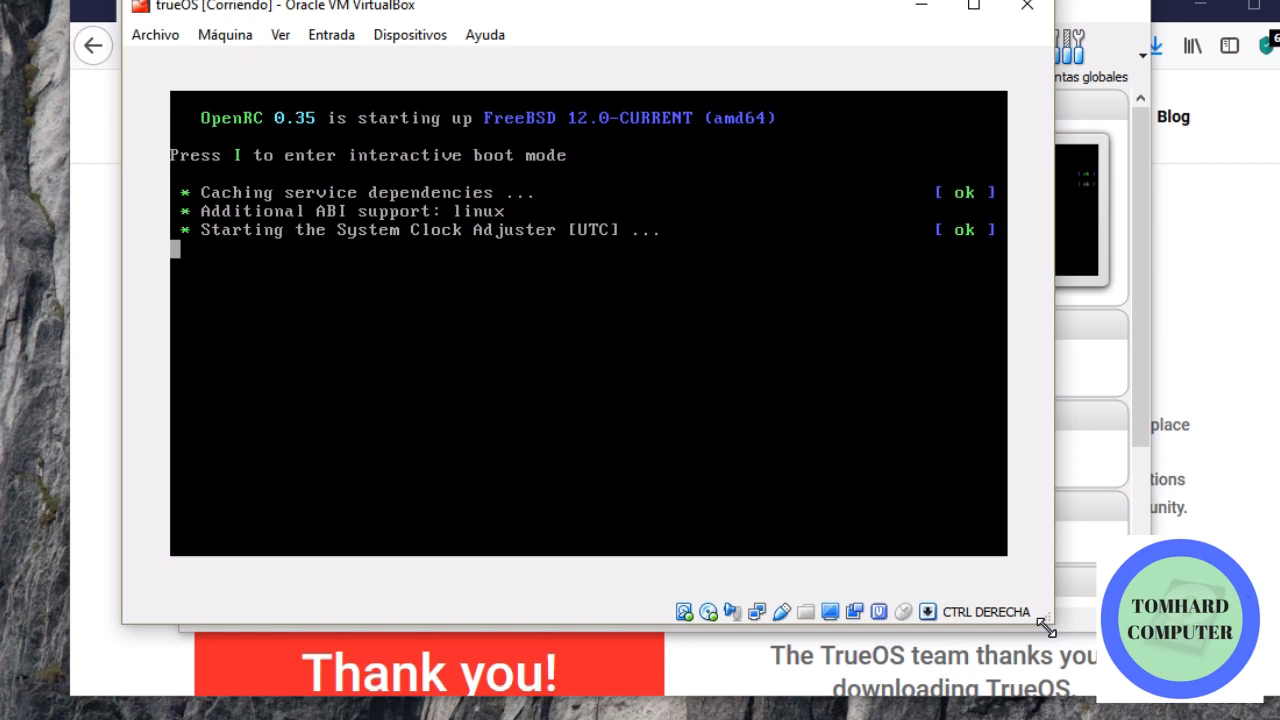 trueOS [Corriendo] - Oracle VM VirtualBox
Archivo Máquina Ver Entrada Dispositivos Ayuda
ntas globales
6
Blog
OpenRC 0.35 is starting up FreeBSD 12.0-CURRENT (amd64)
Press I to enter interactive boot mode
* Caching service dependencies ... [ ok ]
* Additional ABI support: linux
* Starting the System Clock Adjuster [UTC] ... [ ok ]
place
tions
unity.
CTRL DERECHA
TOMHARD
COMPUTER
Thank you!
The TrueOS team thanks you
downloading TrueOS.